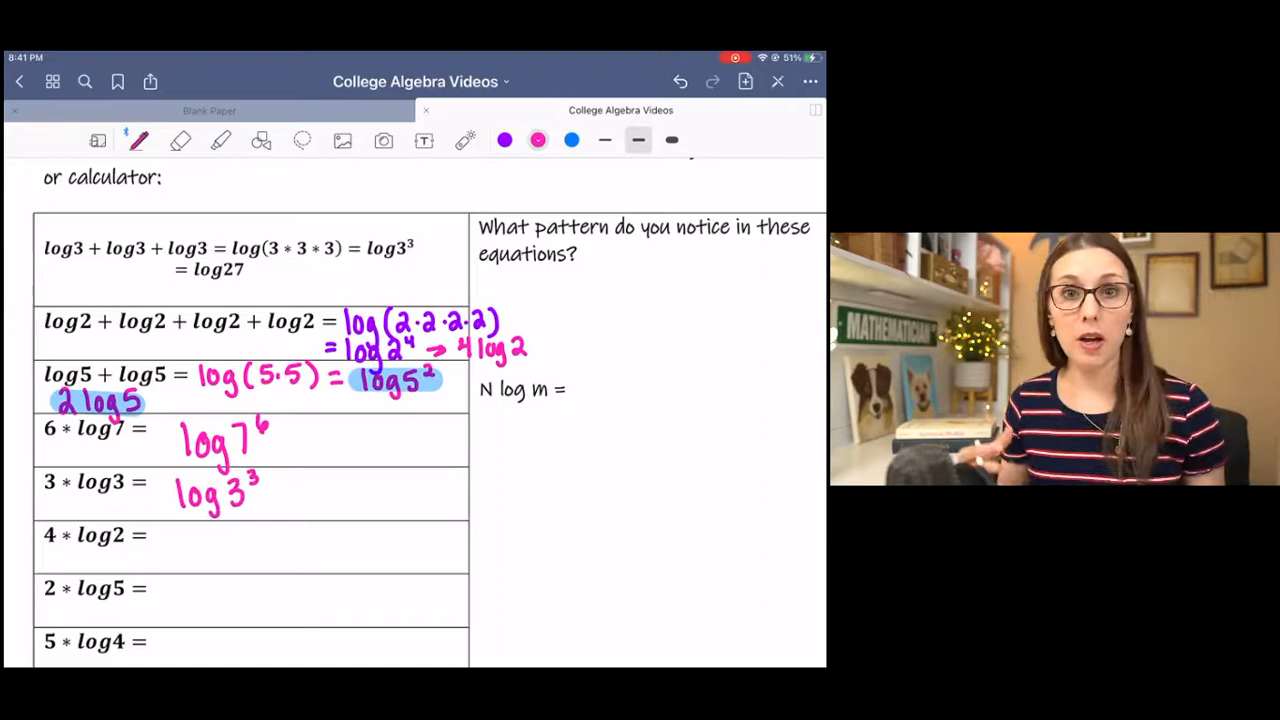 8:41 PM
51%
College Algebra Videos
Blank Paper
College Algebra Videos
or calculator:
log3 + log3 + log3 = log(3 * 3 * 3) = log3³
= log27
What pattern do you notice in these
equations?
log2 + log2 + log2 + log2 = log(2·2·2·2)
= log2⁴ → 4log2
log5 + log5 = log(5·5) = log5²
2log5
N log m =
6 * log7 = log7⁶
3 * log3 = log3³
4 * log2 =
2 * log5 =
5 * log4 =
MATHEMATICIAN